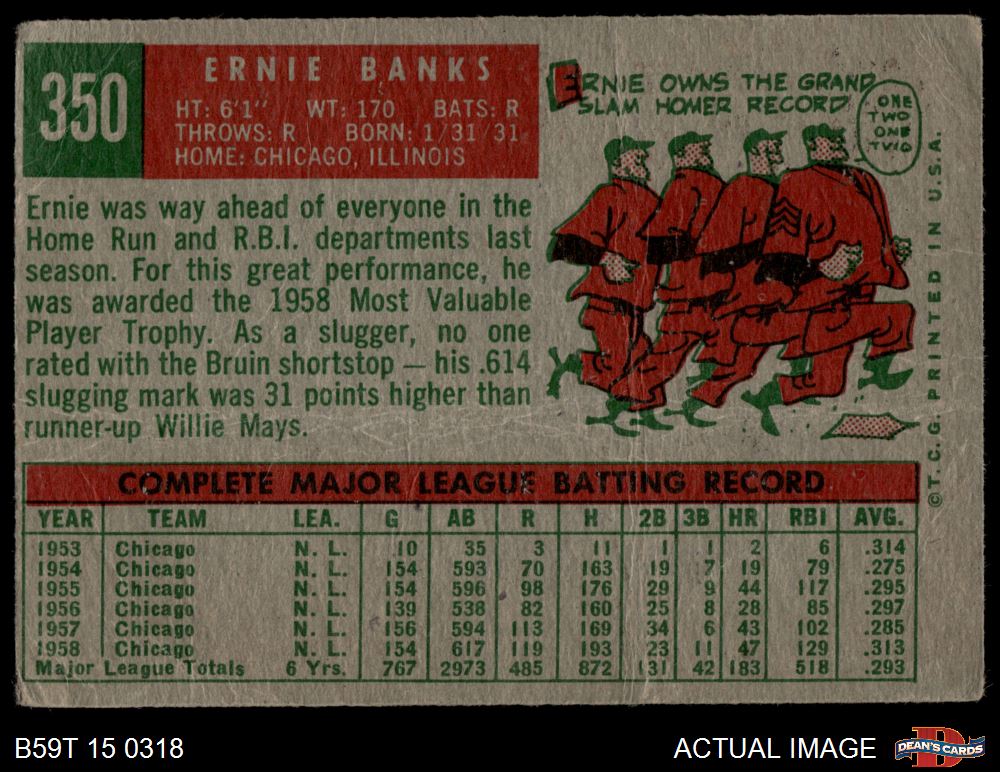 350
ERNIE BANKS
HT: 6'1" WT: 170 BATS: R
THROWS: R BORN: 1/31/31
HOME: CHICAGO, ILLINOIS
Ernie was way ahead of everyone in the
Home Run and R.B.I. departments last
season. For this great performance, he
was awarded the 1958 Most Valuable
Player Trophy. As a slugger, no one
rated with the Bruin shortstop — his .614
slugging mark was 31 points higher than
runner-up Willie Mays.
ERNIE OWNS THE GRAND
SLAM HOMER RECORD
ONE
TWO
ONE
TWO
©T.C.G. PRINTED IN U.S.A.
COMPLETE MAJOR LEAGUE BATTING RECORD
YEAR TEAM LEA. G AB R H 2B 3B HR RBI AVG.
1953 Chicago N. L. 10 35 3 11 1 1 2 6 .314
1954 Chicago N. L. 154 593 70 163 19 7 19 79 .275
1955 Chicago N. L. 154 596 98 176 29 9 44 117 .295
1956 Chicago N. L. 139 538 82 160 25 8 28 85 .297
1957 Chicago N. L. 156 594 113 169 34 6 43 102 .285
1958 Chicago N. L. 154 617 119 193 23 11 47 129 .313
Major League Totals 6 Yrs. 767 2973 485 872 131 42 183 518 .293
B59T 15 0318
ACTUAL IMAGE
DEAN'S CARDS